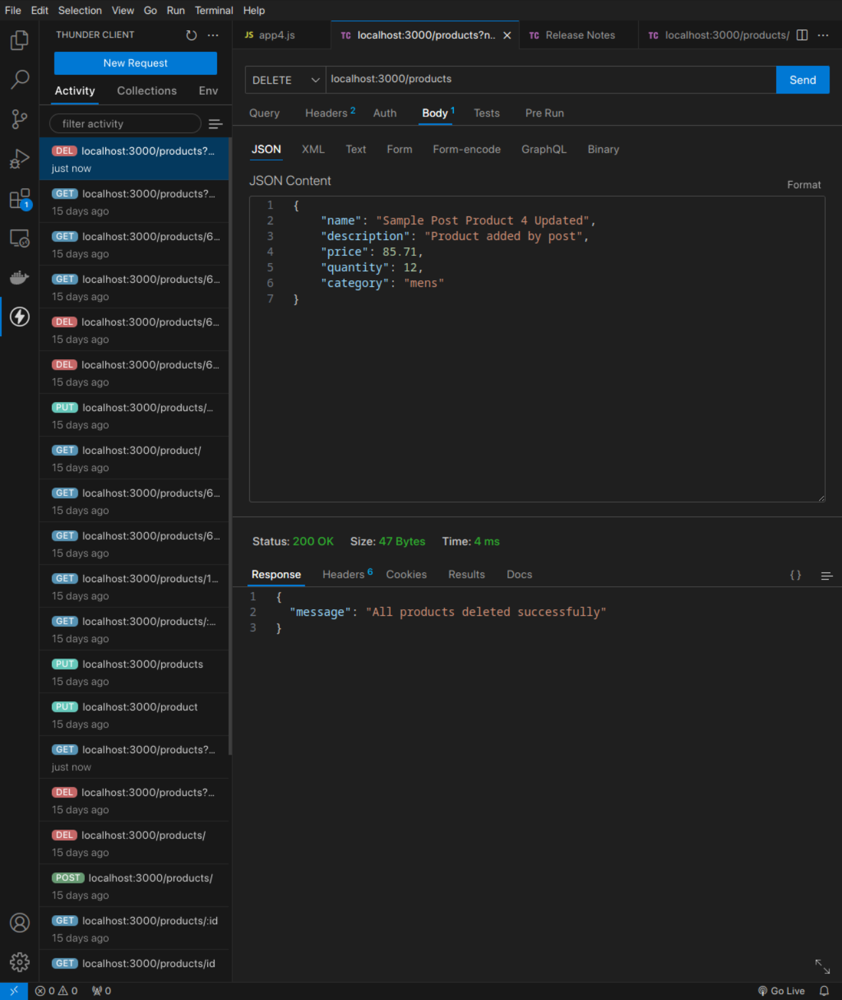 File Edit Selection View Go Run Terminal Help
THUNDER CLIENT
New Request
Activity Collections Env
filter activity
DEL localhost:3000/products?...
just now
GET localhost:3000/products?...
15 days ago
GET localhost:3000/products/6...
15 days ago
GET localhost:3000/products/6...
15 days ago
DEL localhost:3000/products/6...
15 days ago
DEL localhost:3000/products/6...
15 days ago
PUT localhost:3000/products/...
15 days ago
GET localhost:3000/product/
15 days ago
GET localhost:3000/products/6...
15 days ago
GET localhost:3000/products/6...
15 days ago
GET localhost:3000/products/1...
15 days ago
GET localhost:3000/products/:...
15 days ago
PUT localhost:3000/products
15 days ago
PUT localhost:3000/product
15 days ago
GET localhost:3000/products?...
just now
DEL localhost:3000/products?...
15 days ago
DEL localhost:3000/products/
15 days ago
POST localhost:3000/products/
15 days ago
GET localhost:3000/products/:id
15 days ago
GET localhost:3000/products/id
1
JS app4.js TC localhost:3000/products?n.. TC Release Notes TC localhost:3000/products/
DELETE localhost:3000/products Send
Query Headers 2 Auth Body 1 Tests Pre Run
JSON XML Text Form Form-encode GraphQL Binary
JSON Content
Format
1 {
2 "name": "Sample Post Product 4 Updated",
3 "description": "Product added by post",
4 "price": 85.71,
5 "quantity": 12,
6 "category": "mens"
7 }
Status: 200 OK Size: 47 Bytes Time: 4 ms
Response Headers 6 Cookies Results Docs { }
1 {
2 "message": "All products deleted successfully"
3 }
0 0 0 Go Live